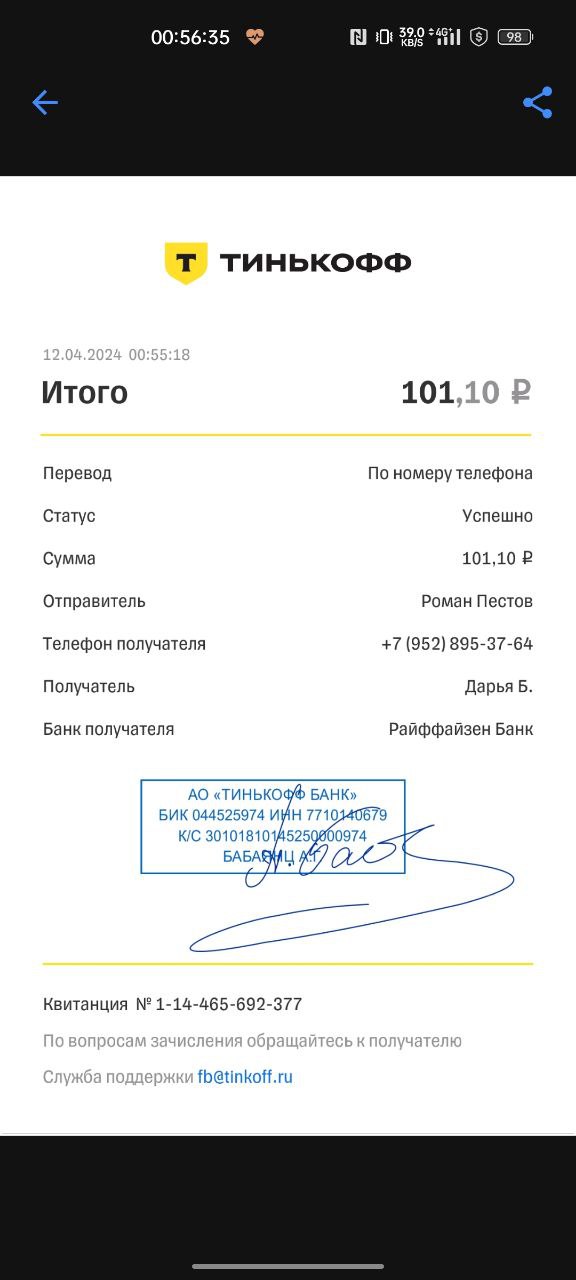 00:56:35 39.0 KB/S 4G+ 98
ТИНЬКОФФ
12.04.2024 00:55:18
Итого 101,10 ₽
Перевод По номеру телефона
Статус Успешно
Сумма 101,10 ₽
Отправитель Роман Пестов
Телефон получателя +7 (952) 895-37-64
Получатель Дарья Б.
Банк получателя Райффайзен Банк
АО «ТИНЬКОФФ БАНК»
БИК 044525974 ИНН 7710140679
К/С 30101810145250000974
БАБАЯНЦ А.Г.
Квитанция № 1-14-465-692-377
По вопросам зачисления обращайтесь к получателю
Служба поддержки fb@tinkoff.ru